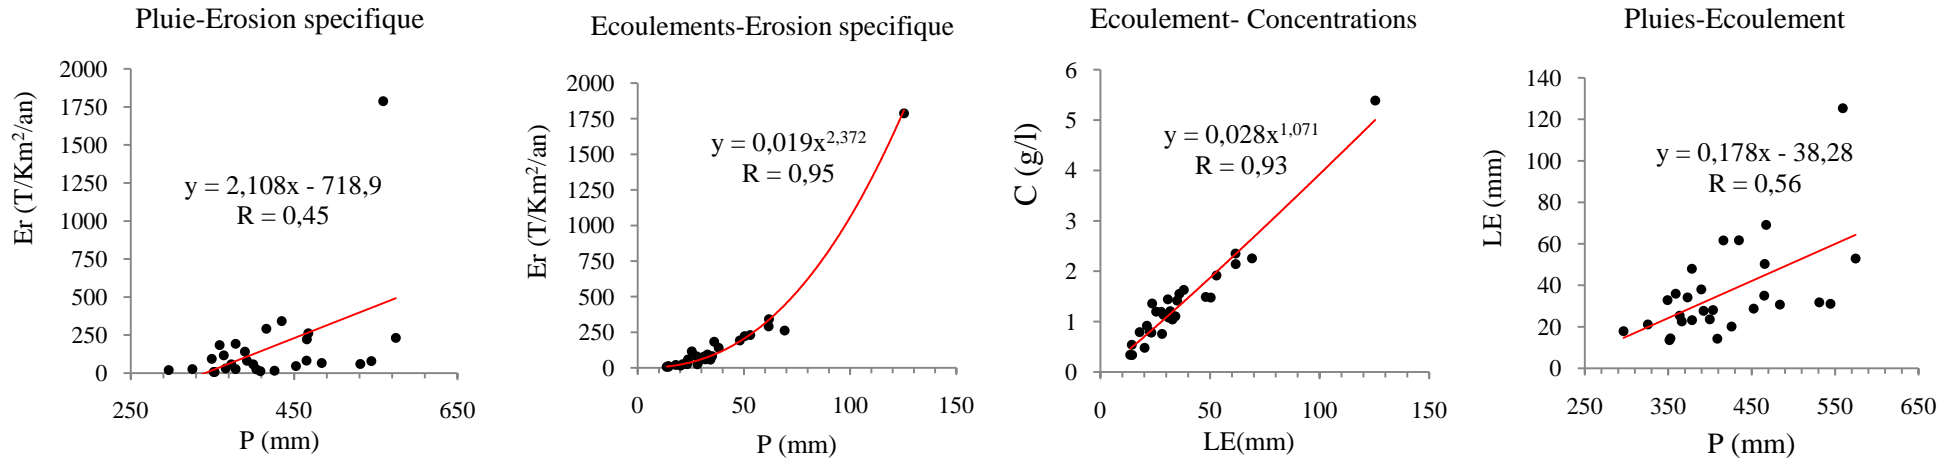 Pluie-Erosion specifique
2000
1750
1500
1250
1000
750
500
250
0
Er (T/Km²/an)
y = 2,108x - 718,9
R = 0,45
250
450
650
P (mm)
Ecoulements-Erosion specifique
2000
1750
1500
1250
1000
750
500
250
0
Er (T/Km²/an)
y = 0,019x^2,372
R = 0,95
0
50
100
150
P (mm)
Ecoulement- Concentrations
6
5
4
3
2
1
0
C (g/l)
y = 0,028x^1,071
R = 0,93
0
50
100
150
LE(mm)
Pluies-Ecoulement
140
120
100
80
60
40
20
0
LE (mm)
y = 0,178x - 38,28
R = 0,56
250
350
450
550
650
P (mm)